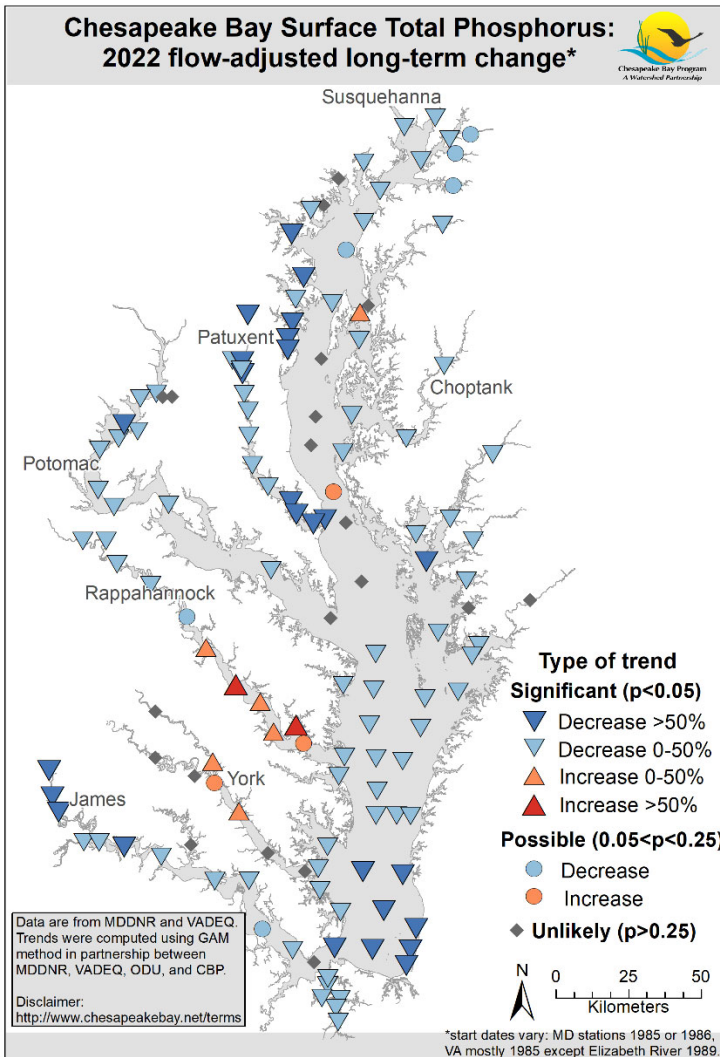 Chesapeake Bay Surface Total Phosphorus:
2022 flow-adjusted long-term change*
Chesapeake Bay Program
A Watershed Partnership
Susquehanna
Patuxent
Choptank
Potomac
Rappahannock
York
James
Type of trend
Significant (p<0.05)
Decrease >50%
Decrease 0-50%
Increase 0-50%
Increase >50%
Possible (0.05<p<0.25)
Decrease
Increase
Unlikely (p>0.25)
Data are from MDDNR and VADEQ.
Trends were computed using GAM
method in partnership between
MDDNR, VADEQ, ODU, and CBP.
Disclaimer:
http://www.chesapeakebay.net/terms
N
0 25 50
Kilometers
*start dates vary: MD stations 1985 or 1986,
VA mostly 1985 except Elizabeth River 1989.